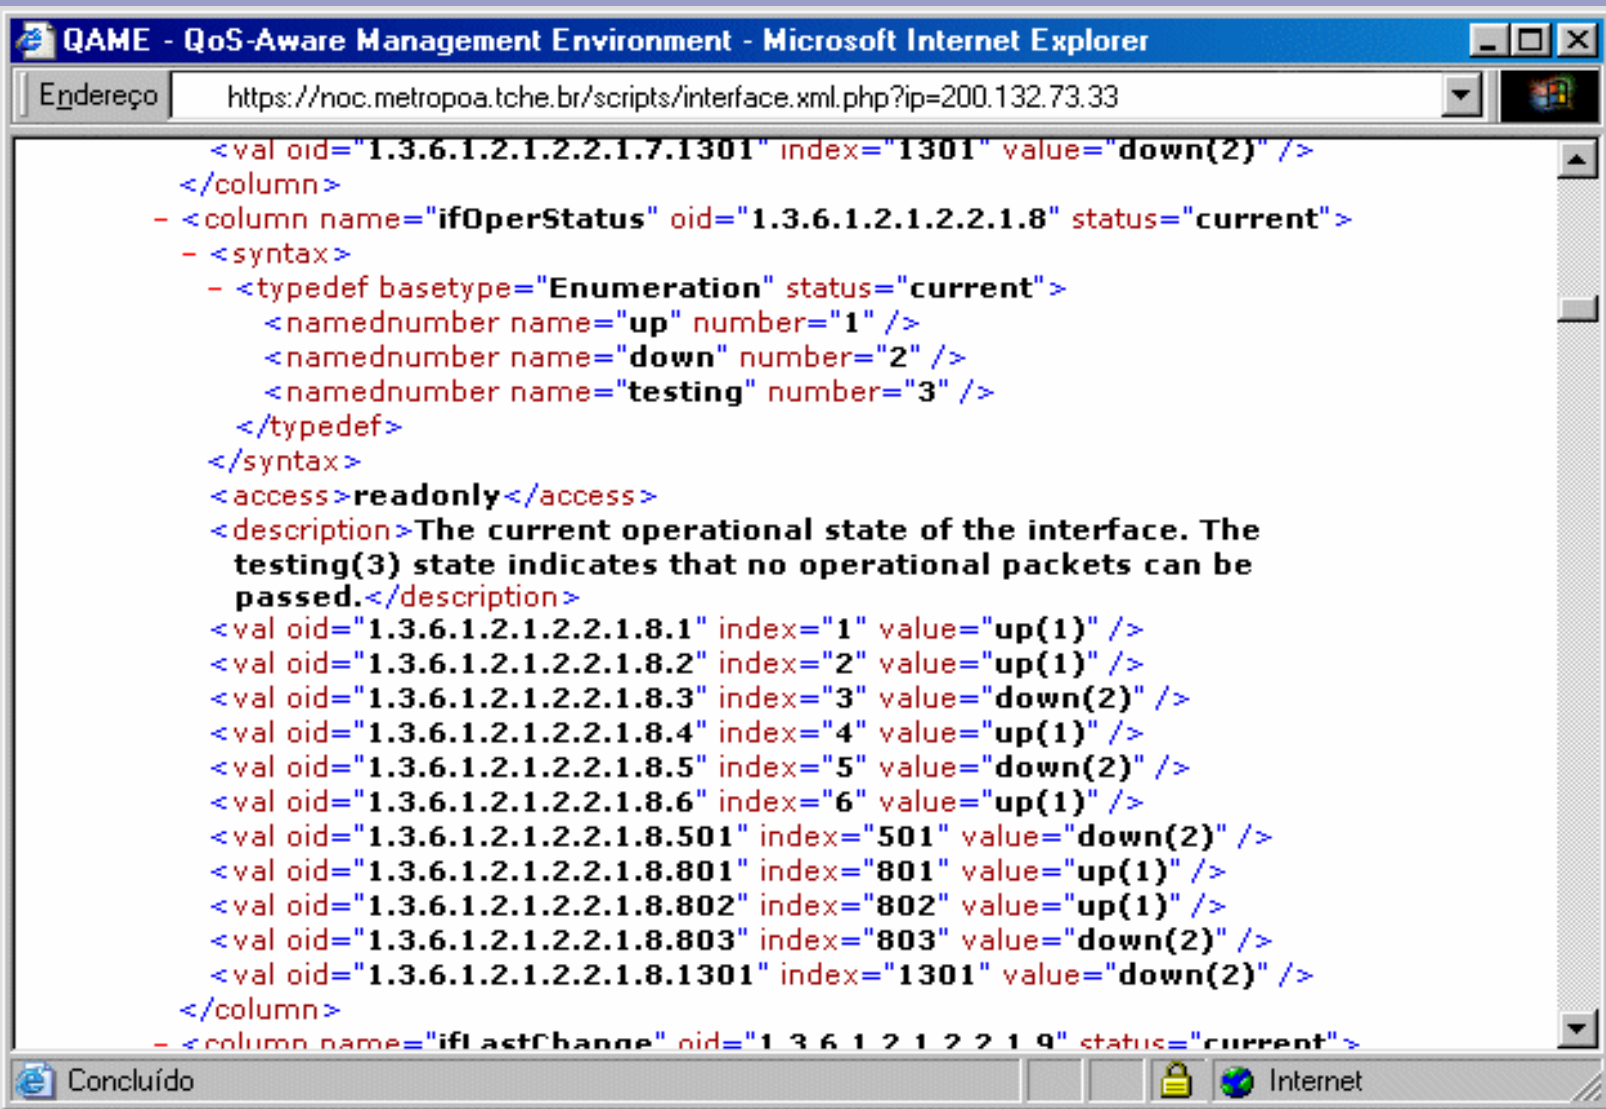 QAME - QoS-Aware Management Environment - Microsoft Internet Explorer
Endereço https://noc.metropoa.tche.br/scripts/interface.xml.php?ip=200.132.73.33
<val oid="1.3.6.1.2.1.2.2.1.7.1301" index="1301" value="down(2)" />
</column>
- <column name="ifOperStatus" oid="1.3.6.1.2.1.2.2.1.8" status="current">
- <syntax>
- <typedef basetype="Enumeration" status="current">
<namednumber name="up" number="1" />
<namednumber name="down" number="2" />
<namednumber name="testing" number="3" />
</typedef>
</syntax>
<access>readonly</access>
<description>The current operational state of the interface. The
testing(3) state indicates that no operational packets can be
passed.</description>
<val oid="1.3.6.1.2.1.2.2.1.8.1" index="1" value="up(1)" />
<val oid="1.3.6.1.2.1.2.2.1.8.2" index="2" value="up(1)" />
<val oid="1.3.6.1.2.1.2.2.1.8.3" index="3" value="down(2)" />
<val oid="1.3.6.1.2.1.2.2.1.8.4" index="4" value="up(1)" />
<val oid="1.3.6.1.2.1.2.2.1.8.5" index="5" value="down(2)" />
<val oid="1.3.6.1.2.1.2.2.1.8.6" index="6" value="up(1)" />
<val oid="1.3.6.1.2.1.2.2.1.8.501" index="501" value="down(2)" />
<val oid="1.3.6.1.2.1.2.2.1.8.801" index="801" value="up(1)" />
<val oid="1.3.6.1.2.1.2.2.1.8.802" index="802" value="up(1)" />
<val oid="1.3.6.1.2.1.2.2.1.8.803" index="803" value="down(2)" />
<val oid="1.3.6.1.2.1.2.2.1.8.1301" index="1301" value="down(2)" />
</column>
- <column name="ifLastChange" oid="1.3.6.1.2.1.2.2.1.9" status="current">
Concluído Internet